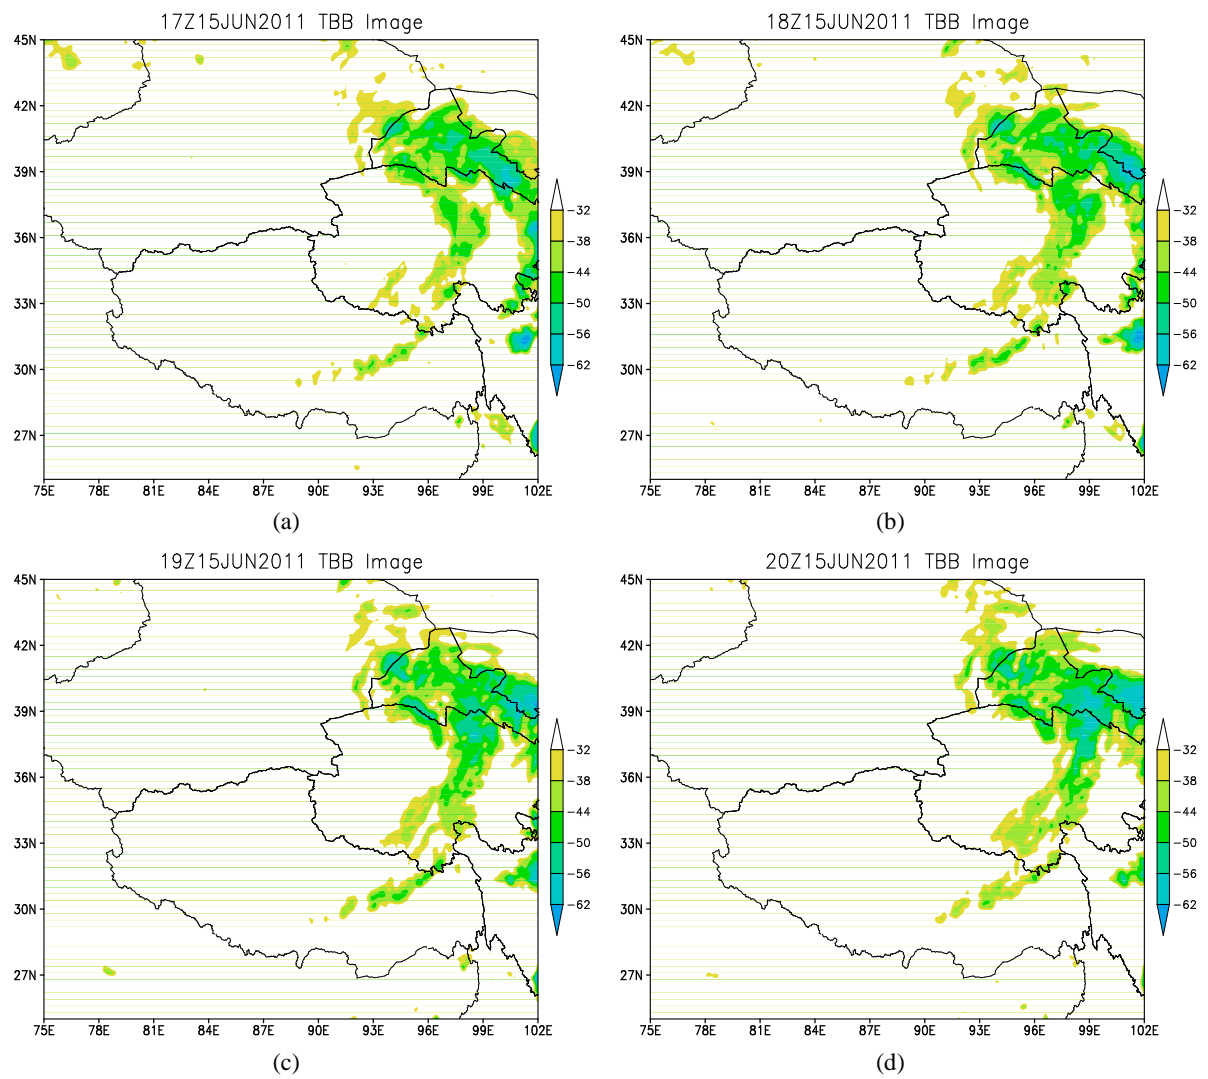 17Z15JUN2011 TBB Image
18Z15JUN2011 TBB Image
45N
42N
39N
36N
33N
30N
27N
75E 78E 81E 84E 87E 90E 93E 96E 99E 102E
-32
-38
-44
-50
-56
-62
(a)
45N
42N
39N
36N
33N
30N
27N
75E 78E 81E 84E 87E 90E 93E 96E 99E 102E
-32
-38
-44
-50
-56
-62
(b)
19Z15JUN2011 TBB Image
20Z15JUN2011 TBB Image
45N
42N
39N
36N
33N
30N
27N
75E 78E 81E 84E 87E 90E 93E 96E 99E 102E
-32
-38
-44
-50
-56
-62
(c)
45N
42N
39N
36N
33N
30N
27N
75E 78E 81E 84E 87E 90E 93E 96E 99E 102E
-32
-38
-44
-50
-56
-62
(d)